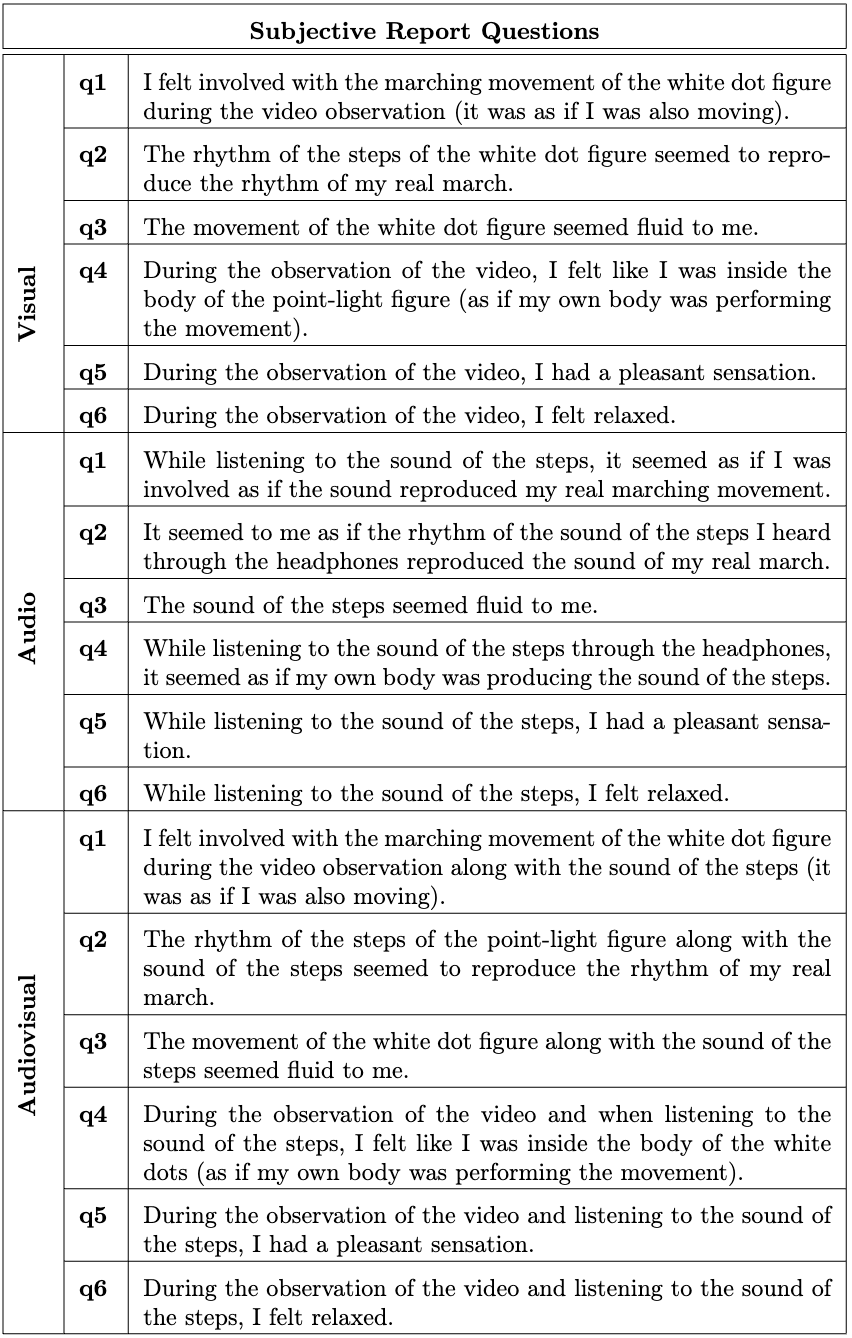 Subjective Report Questions
Visual
q1 I felt involved with the marching movement of the white dot figure
during the video observation (it was as if I was also moving).
q2 The rhythm of the steps of the white dot figure seemed to repro-
duce the rhythm of my real march.
q3 The movement of the white dot figure seemed fluid to me.
q4 During the observation of the video, I felt like I was inside the
body of the point-light figure (as if my own body was performing
the movement).
q5 During the observation of the video, I had a pleasant sensation.
q6 During the observation of the video, I felt relaxed.
Audio
q1 While listening to the sound of the steps, it seemed as if I was
involved as if the sound reproduced my real marching movement.
q2 It seemed to me as if the rhythm of the sound of the steps I heard
through the headphones reproduced the sound of my real march.
q3 The sound of the steps seemed fluid to me.
q4 While listening to the sound of the steps through the headphones,
it seemed as if my own body was producing the sound of the steps.
q5 While listening to the sound of the steps, I had a pleasant sensa-
tion.
q6 While listening to the sound of the steps, I felt relaxed.
Audiovisual
q1 I felt involved with the marching movement of the white dot figure
during the video observation along with the sound of the steps (it
was as if I was also moving).
q2 The rhythm of the steps of the point-light figure along with the
sound of the steps seemed to reproduce the rhythm of my real
march.
q3 The movement of the white dot figure along with the sound of the
steps seemed fluid to me.
q4 During the observation of the video and when listening to the
sound of the steps, I felt like I was inside the body of the white
dots (as if my own body was performing the movement).
q5 During the observation of the video and listening to the sound of
the steps, I had a pleasant sensation.
q6 During the observation of the video and listening to the sound of
the steps, I felt relaxed.